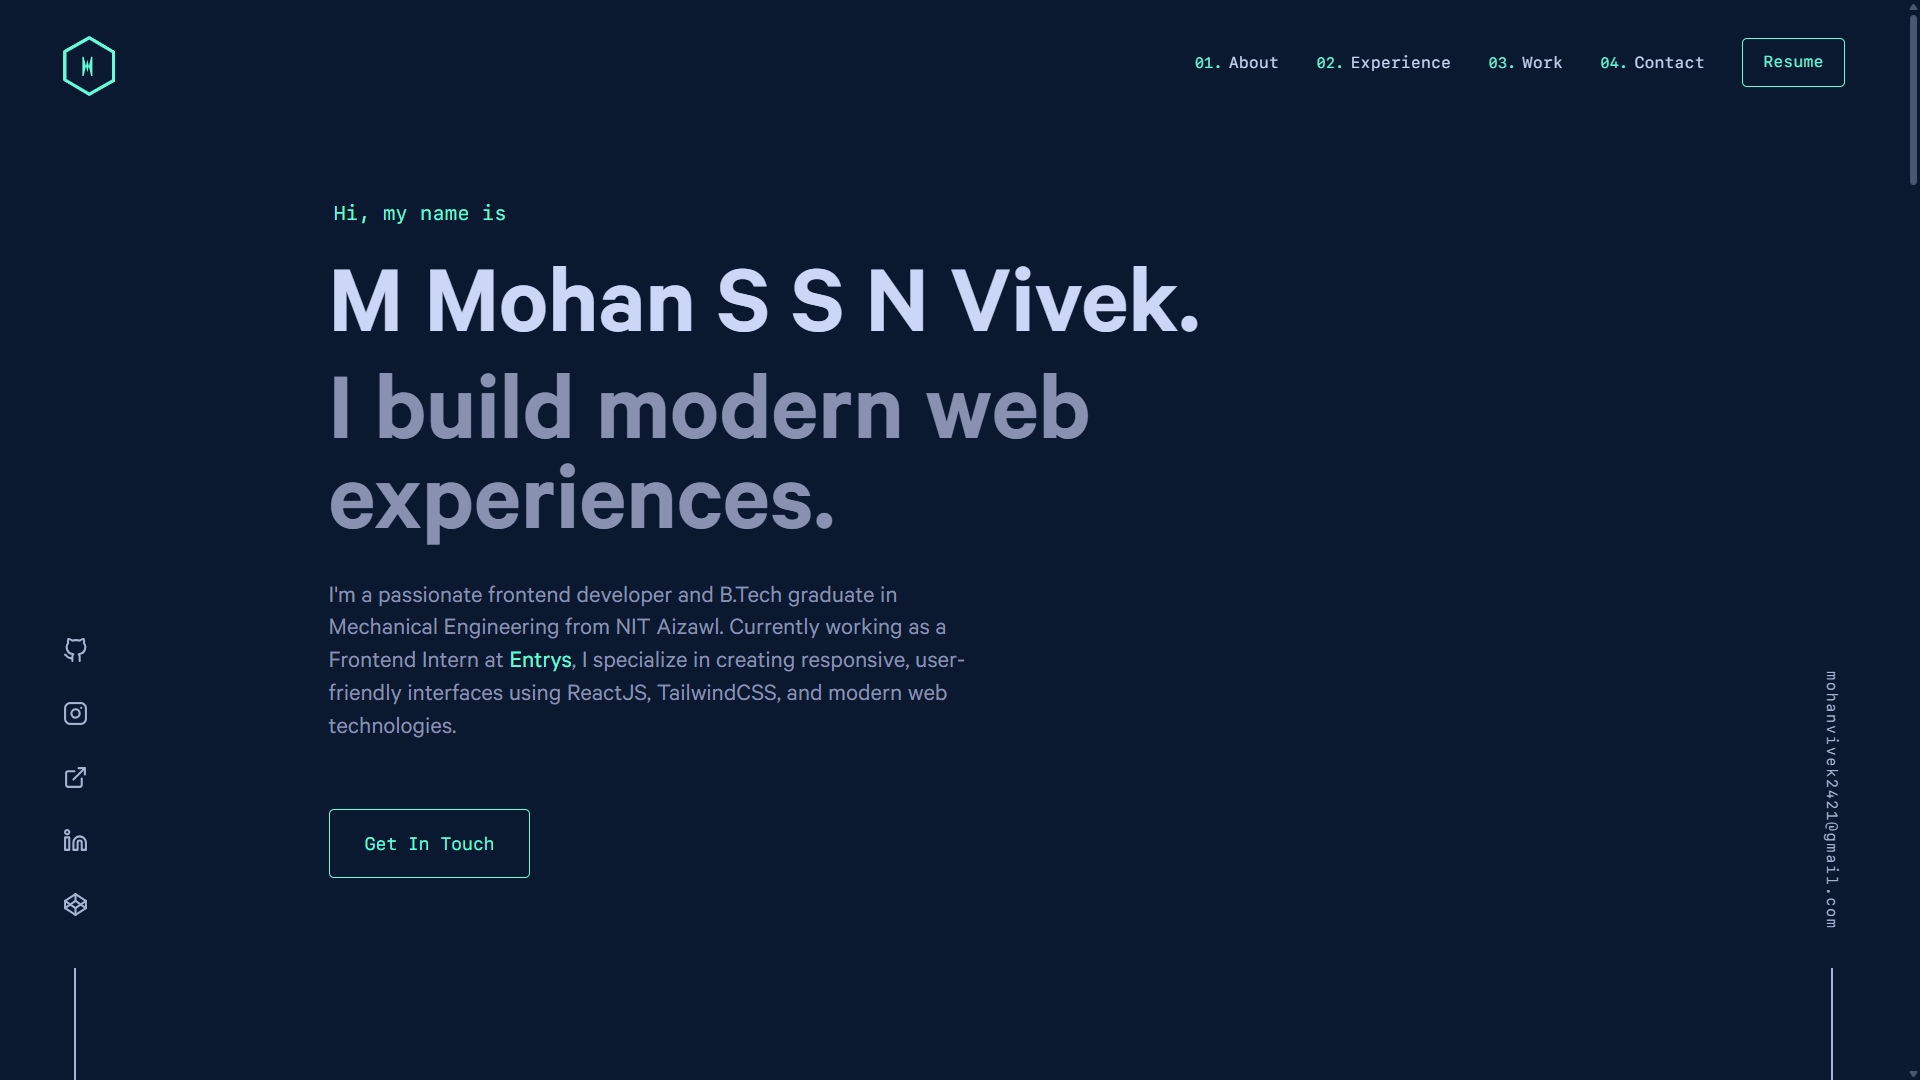 01. About 02. Experience 03. Work 04. Contact Resume
Hi, my name is
M Mohan S S N Vivek.
I build modern web
experiences.
I'm a passionate frontend developer and B.Tech graduate in
Mechanical Engineering from NIT Aizawl. Currently working as a
Frontend Intern at Entrys, I specialize in creating responsive, user-
friendly interfaces using ReactJS, TailwindCSS, and modern web
technologies.
Get In Touch
mohanvivek2421@gmail.com